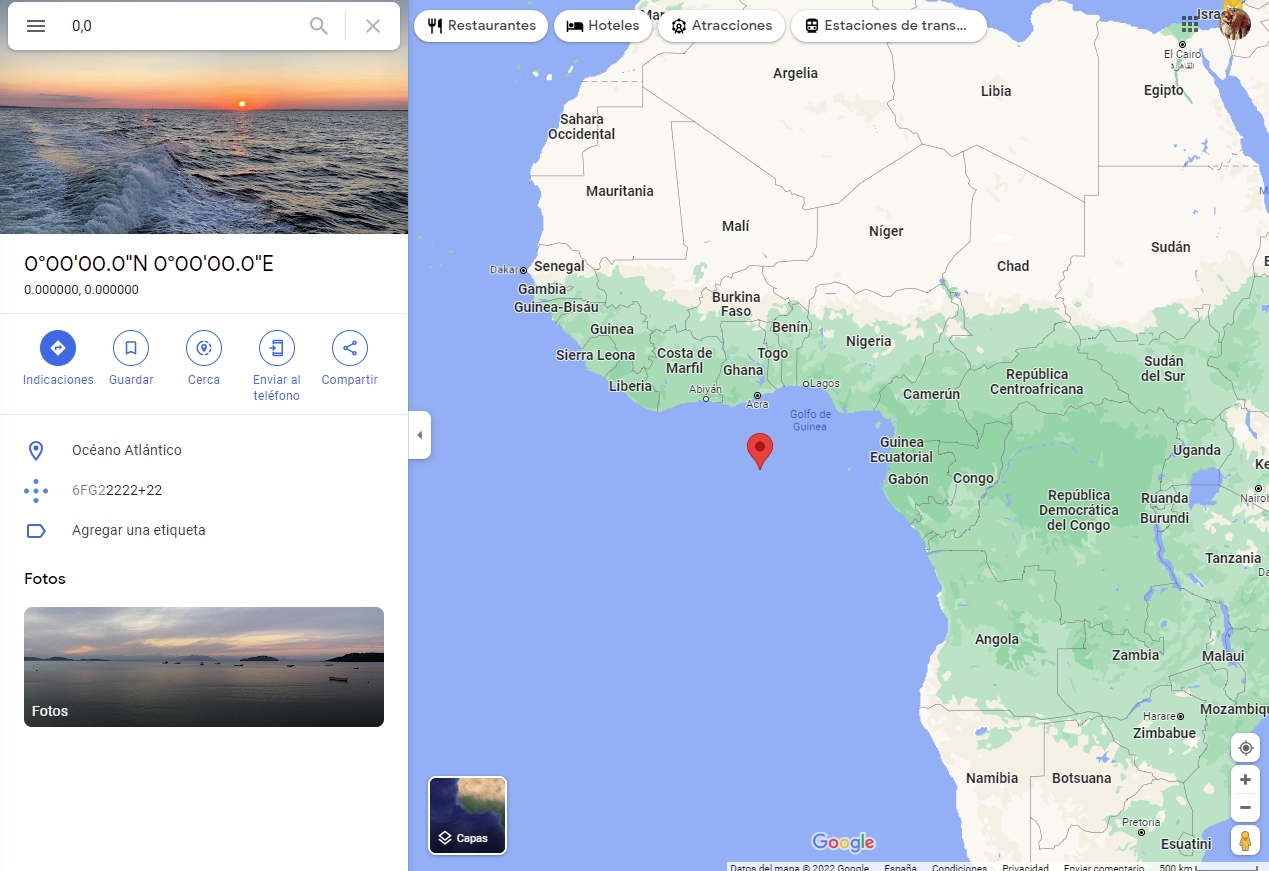 0,0
0°00'00.0"N 0°00'00.0"E
0.000000, 0.000000
Indicaciones
Guardar
Cerca
Enviar al
teléfono
Compartir
Océano Atlántico
6FG22222+22
Agregar una etiqueta
Fotos
Fotos
Restaurantes
Hoteles
Atracciones
Estaciones de trans...
Mar
Isra
El Cairo
Argelia
Libia
Egipto
Sahara
Occidental
Mauritania
Malí
Níger
Chad
Sudán
E
M
Dakar
Senegal
Gambia
Guinea-Bisáu
Burkina
Faso
Guinea
Benín
Nigeria
Sierra Leona
Costa de
Marfil
Togo
Ghana
Liberia
Abiyán
Acra
Lagos
Golfo de
Guinea
Camerún
República
Centroafricana
Sudán
del Sur
Guinea
Ecuatorial
Gabón
Congo
Uganda
Ke
Nairob
República
Democrática
del Congo
Ruanda
Burundi
Tanzania
Da
Angola
Zambia
Malaui
Mozambiqu
Harare
Zimbabue
Namibia
Botsuana
Pretoria
Esuatini
Capas
Google
Datos del mapa © 2022 Google
España
Condiciones
Privacidad
Enviar comentario
500 km